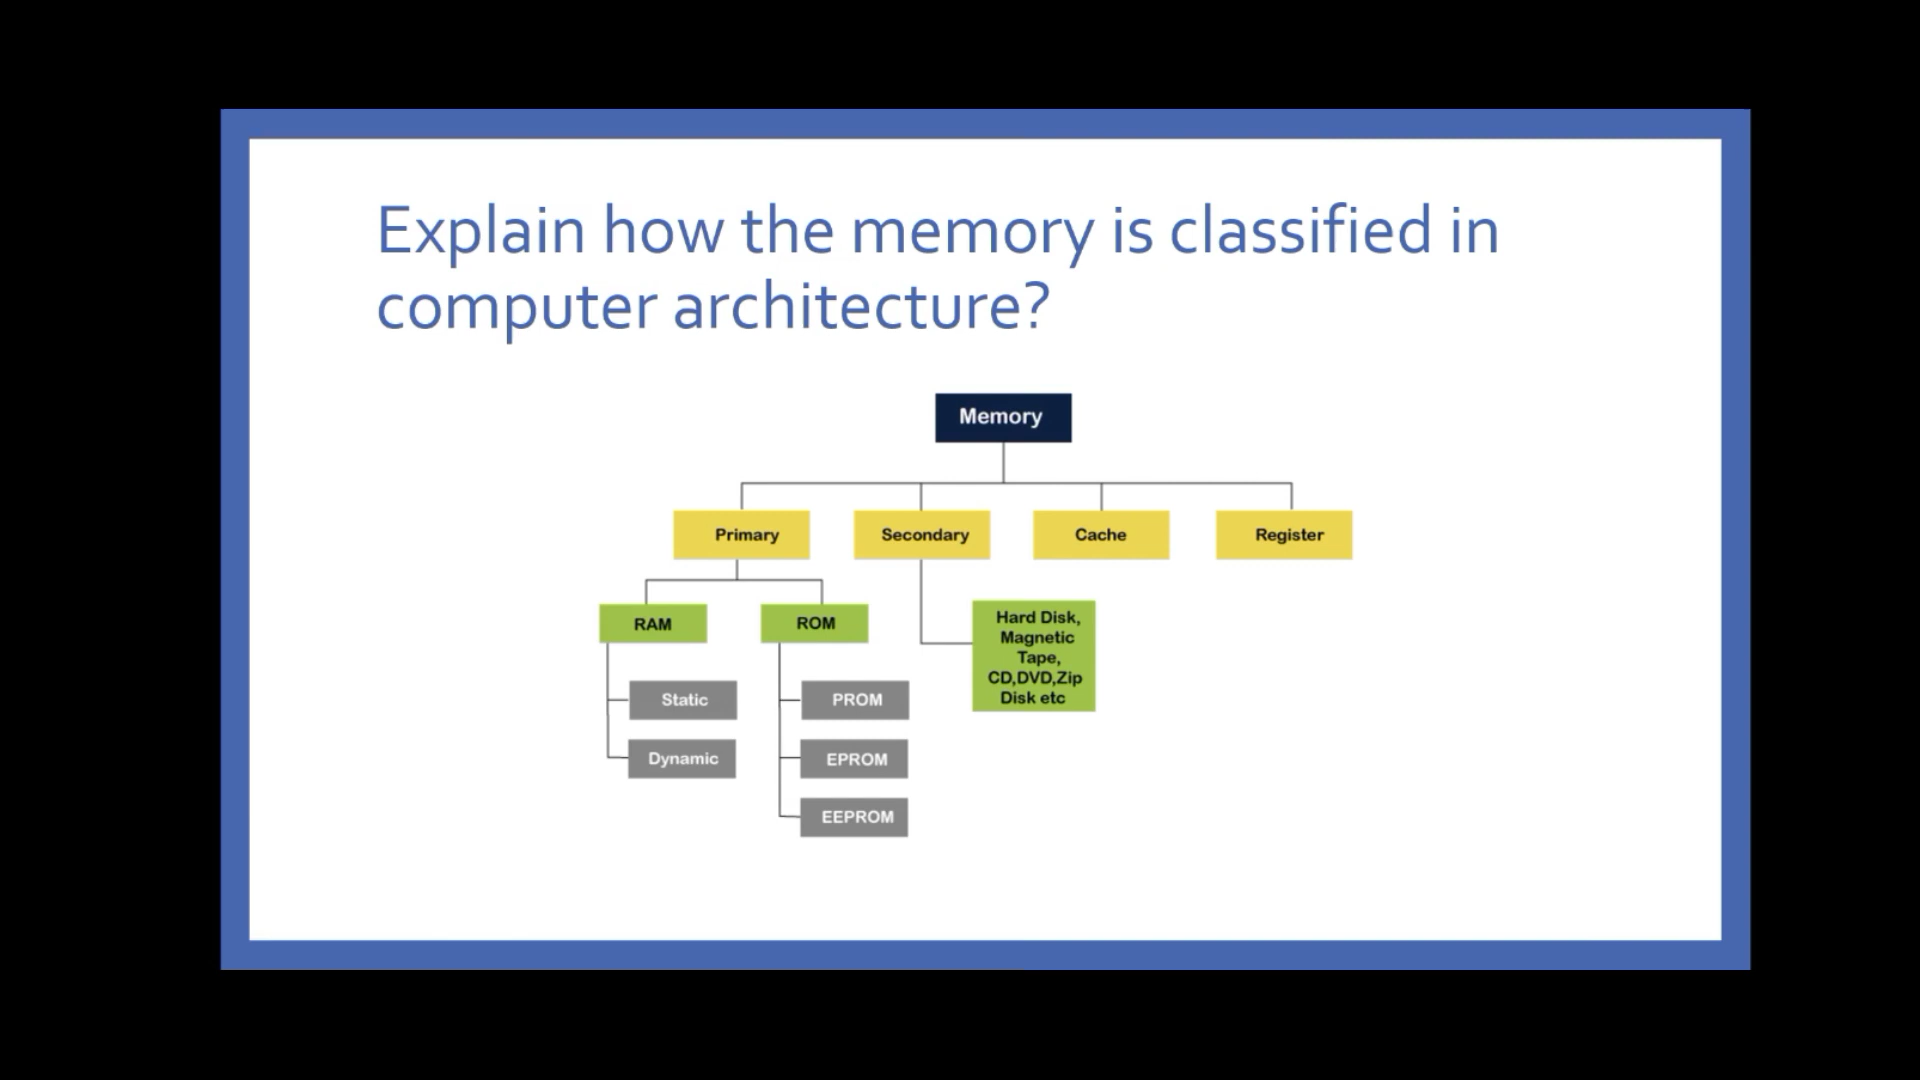 Explain how the memory is classified in
computer architecture?
Memory
Primary
Secondary
Cache
Register
RAM
ROM
Hard Disk,
Magnetic
Tape,
CD,DVD,Zip
Disk etc
Static
PROM
Dynamic
EPROM
EEPROM